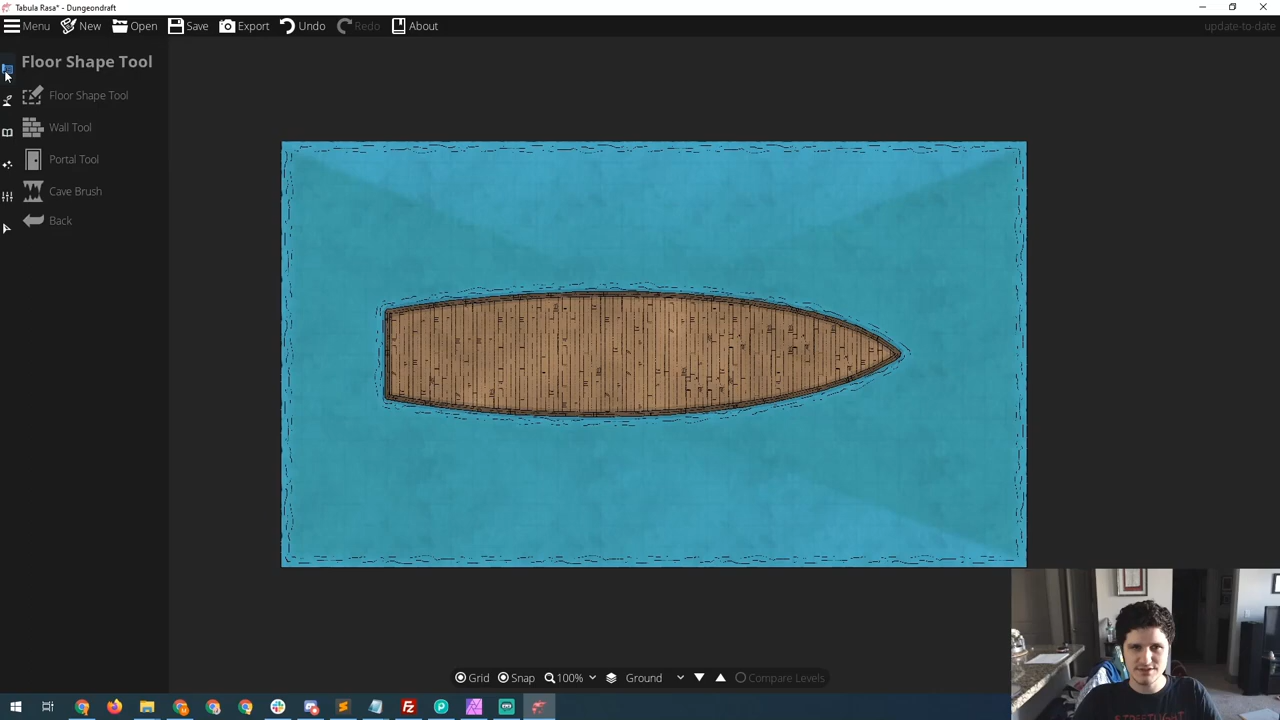 Tabula Rasa* - Dungeondraft
Menu New Open Save Export Undo Redo About update-to-date
Floor Shape Tool
Floor Shape Tool
Wall Tool
Portal Tool
Cave Brush
Back
Grid Snap 100% Ground Compare Levels